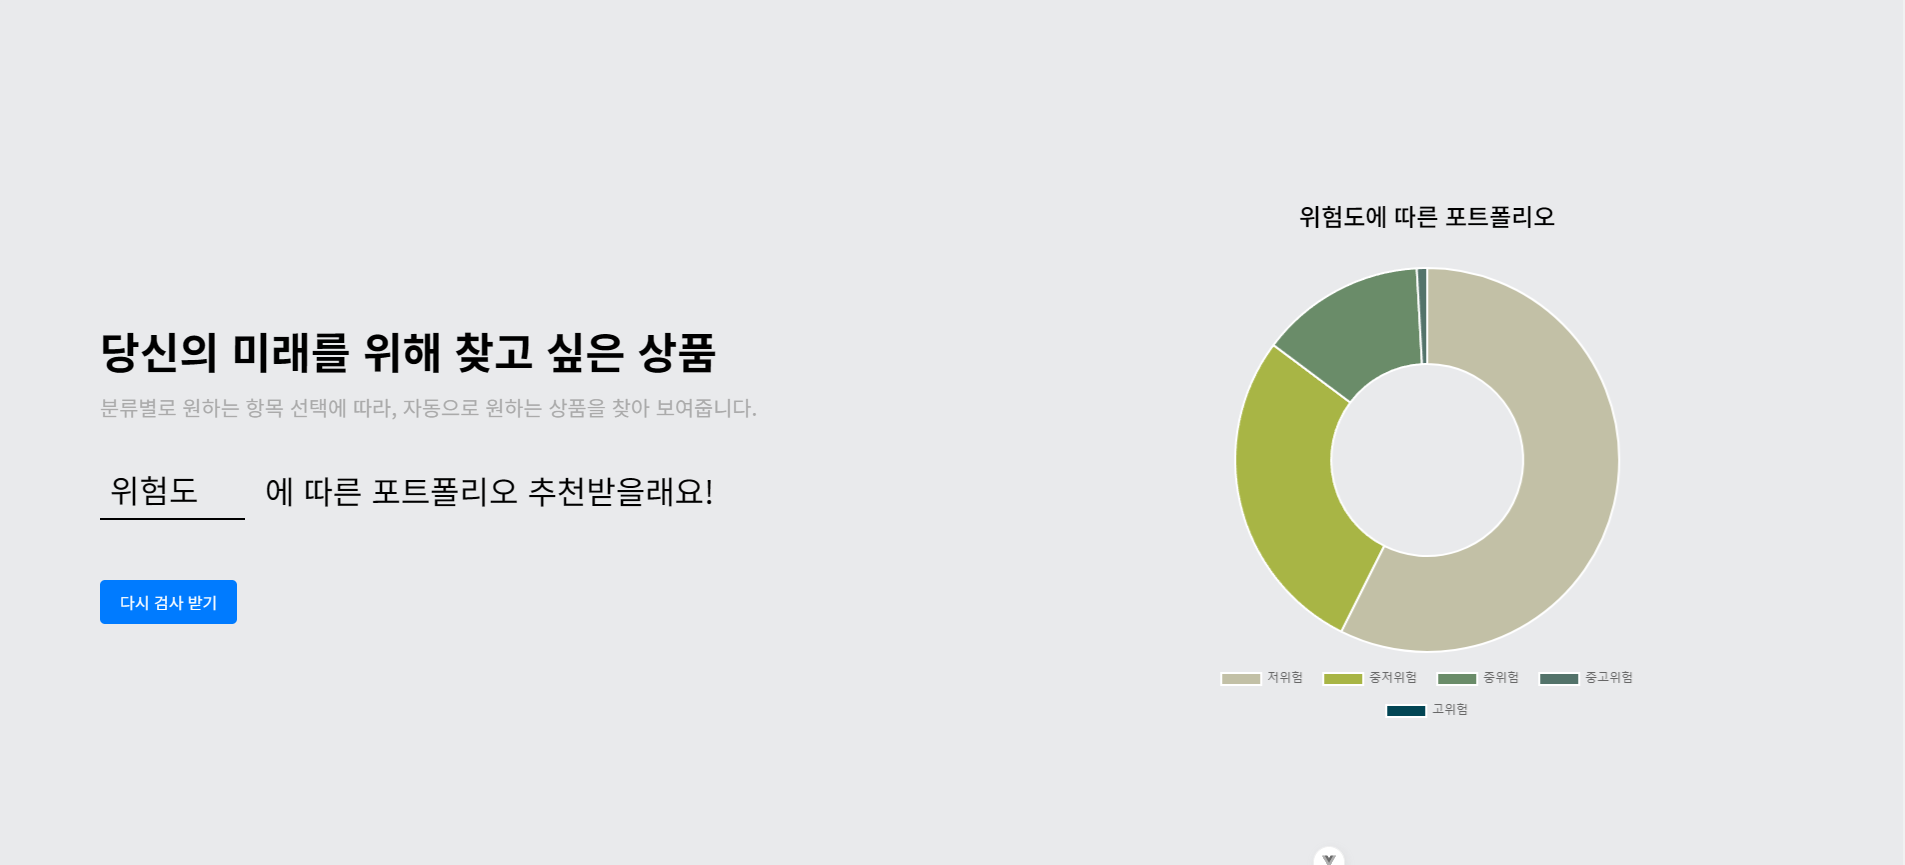 위험도에 따른 포트폴리오
당신의 미래를 위해 찾고 싶은 상품
분류별로 원하는 항목 선택에 따라, 자동으로 원하는 상품을 찾아 보여줍니다.
위험도 에 따른 포트폴리오 추천받을래요!
다시 검사 받기
저위험 중저위험 중위험 중고위험
고위험